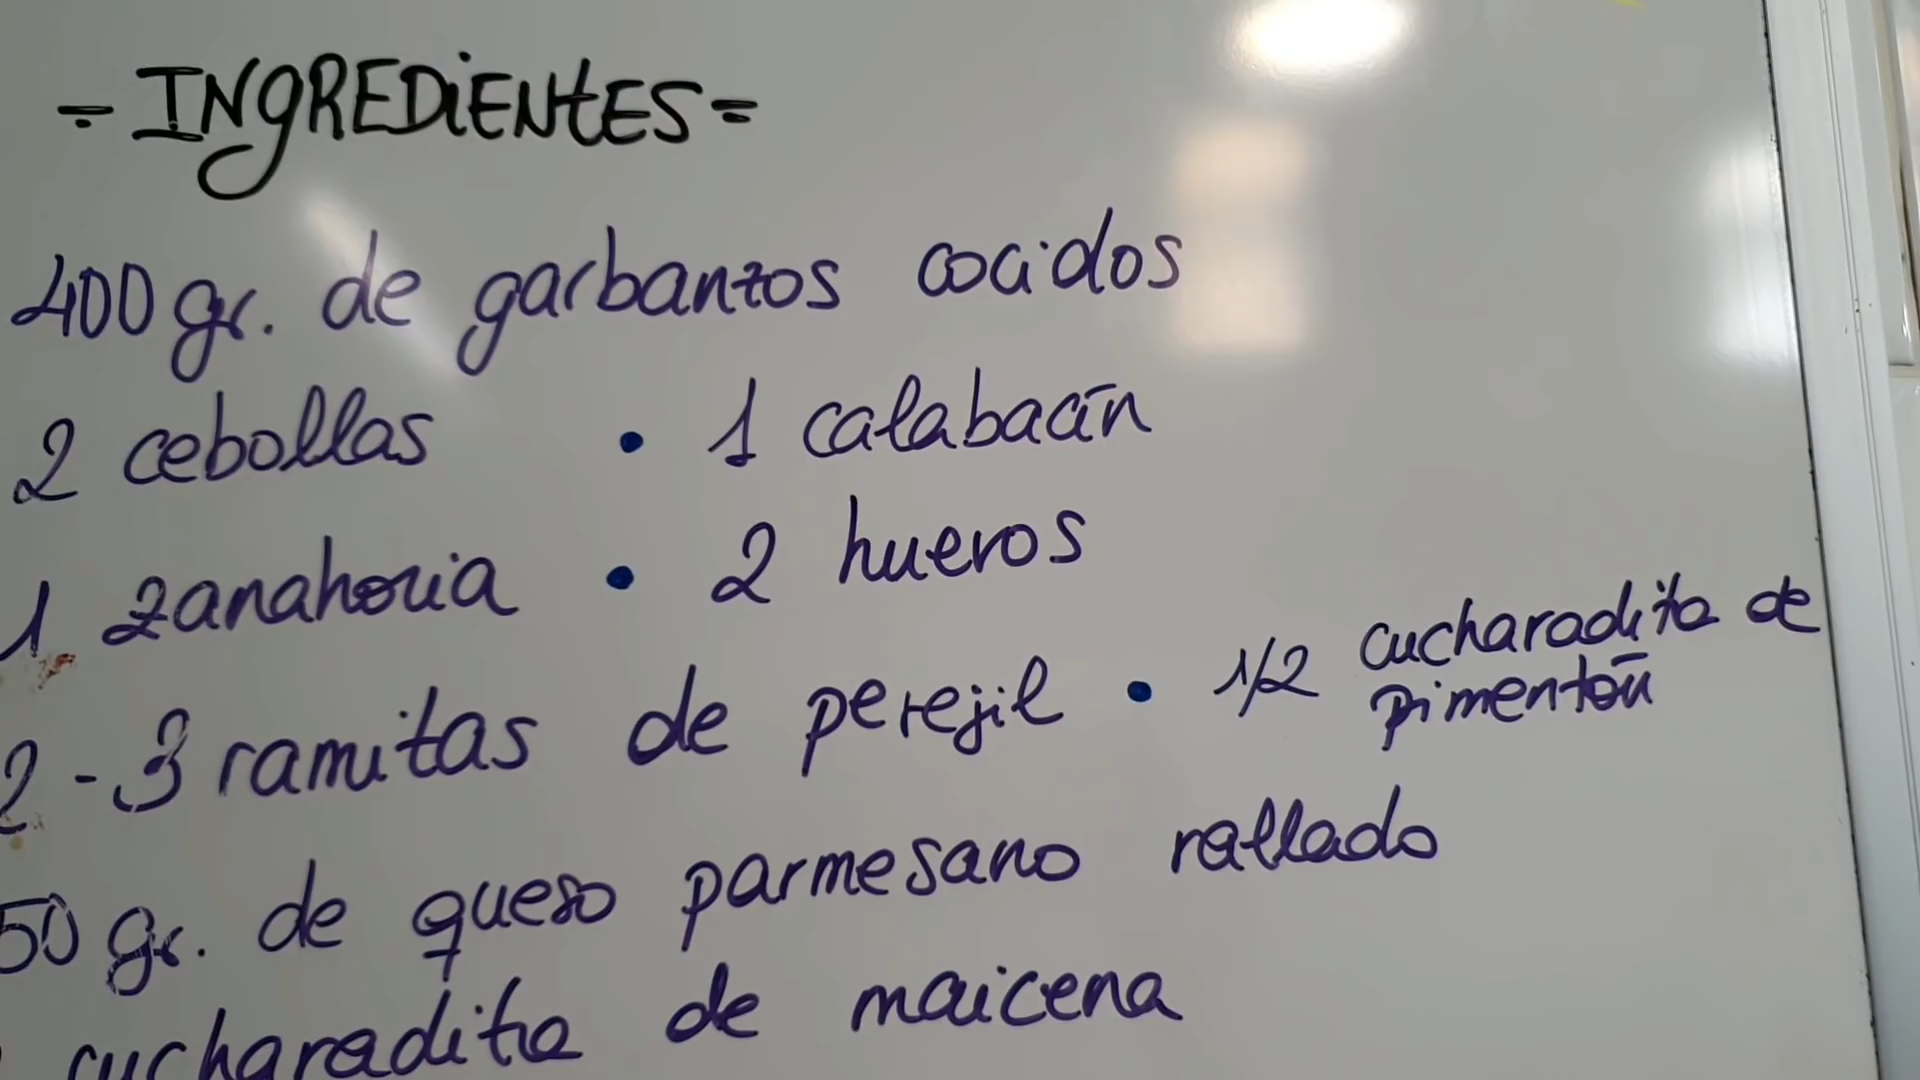 - INGREDIENTES =
400 gr. de garbanzos cocidos
2 cebollas • 1 calabacín
1 zanahoria • 2 huevos
2 - 3 ramitas de perejil • 1/2 cucharadita de
pimentón
50 gr. de queso parmesano rallado
cucharadita de maicena